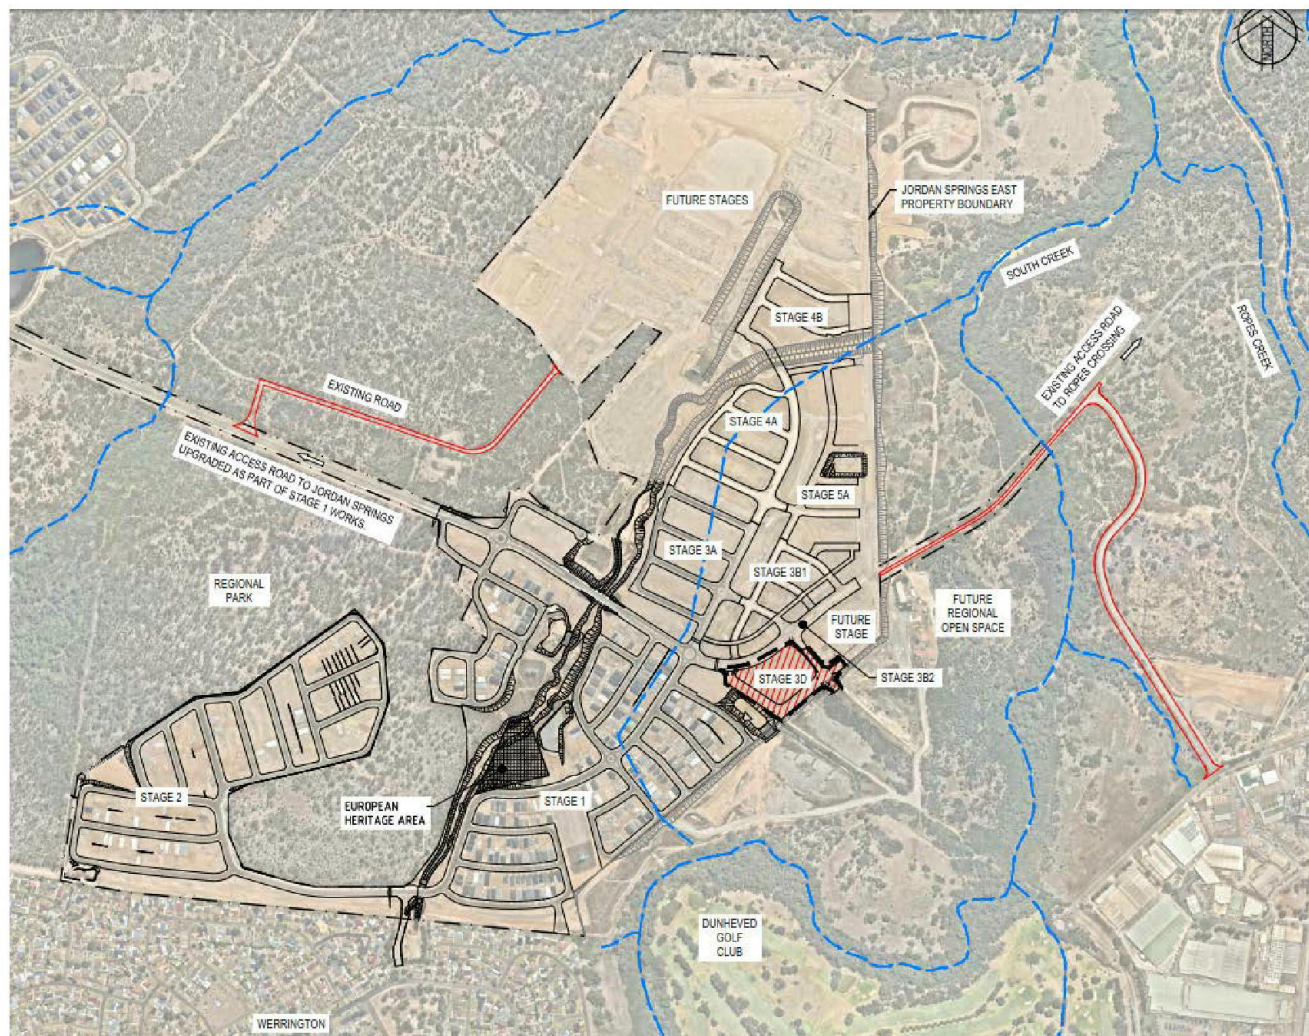 NORTH
FUTURE STAGES
JORDAN SPRINGS EAST
PROPERTY BOUNDARY
SOUTH CREEK
STAGE 4B
ROPES CREEK
EXISTING ACCESS ROAD
TO ROPES CROSSING
EXISTING ROAD
STAGE 4A
EXISTING ACCESS ROAD TO JORDAN SPRINGS
UPGRADED AS PART OF STAGE 1 WORKS.
STAGE 5A
STAGE 3A
STAGE 3B1
REGIONAL
PARK
FUTURE
REGIONAL
OPEN SPACE
FUTURE
STAGE
STAGE 3D
STAGE 3B2
STAGE 2
STAGE 1
EUROPEAN
HERITAGE AREA
DUNHEVED
GOLF
CLUB
WERRINGTON